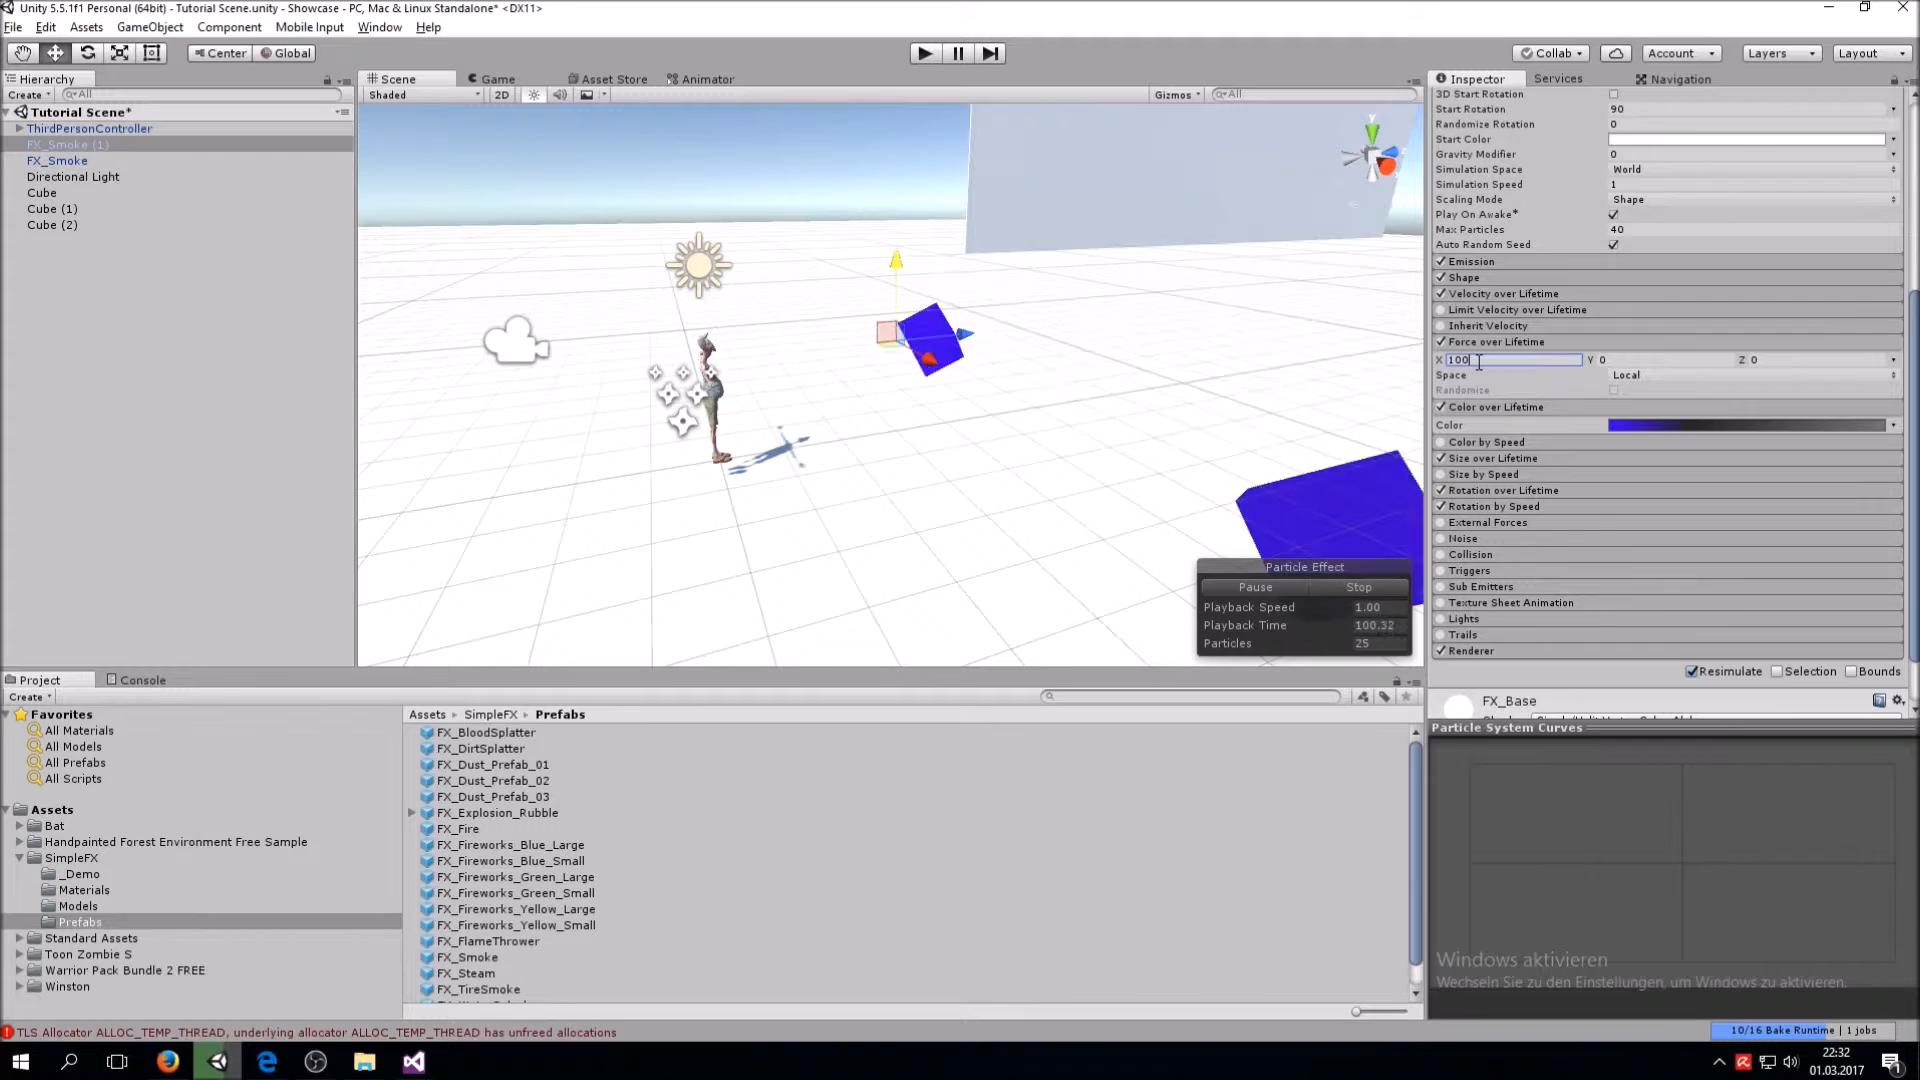 Unity 5.5.1f1 Personal (64bit) - Tutorial Scene.unity - Showcase - PC, Mac & Linux Standalone* <DX11>
File Edit Assets GameObject Component Mobile Input Window Help
Center Global Collab Account Layers Layout
Hierarchy
Create All
Tutorial Scene*
ThirdPersonController
FX_Smoke (1)
FX_Smoke
Directional Light
Cube
Cube (1)
Cube (2)
Scene Game Asset Store Animator
Shaded 2D Gizmos All
y
Particle Effect
Pause Stop
Playback Speed 1.00
Playback Time 100.32
Particles 25
Inspector Services Navigation
3D Start Rotation
Start Rotation 90
Randomize Rotation 0
Start Color
Gravity Modifier 0
Simulation Space World
Simulation Speed 1
Scaling Mode Shape
Play On Awake*
Max Particles 40
Auto Random Seed
Emission
Shape
Velocity over Lifetime
Limit Velocity over Lifetime
Inherit Velocity
Force over Lifetime
X 100 Y 0 Z 0
Space Local
Randomize
Color over Lifetime
Color
Color by Speed
Size over Lifetime
Size by Speed
Rotation over Lifetime
Rotation by Speed
External Forces
Noise
Collision
Triggers
Sub Emitters
Texture Sheet Animation
Lights
Trails
Renderer
Resimulate Selection Bounds
FX_Base
Particle System Curves
Windows aktivieren
Wechseln Sie zu den Einstellungen, um Windows zu aktivieren.
Project Console
Create
Favorites
All Materials
All Models
All Prefabs
All Scripts
Assets
Bat
Handpainted Forest Environment Free Sample
SimpleFX
_Demo
Materials
Models
Prefabs
Standard Assets
Toon Zombie S
Warrior Pack Bundle 2 FREE
Winston
Assets SimpleFX Prefabs
FX_BloodSplatter
FX_DirtSplatter
FX_Dust_Prefab_01
FX_Dust_Prefab_02
FX_Dust_Prefab_03
FX_Explosion_Rubble
FX_Fire
FX_Fireworks_Blue_Large
FX_Fireworks_Blue_Small
FX_Fireworks_Green_Large
FX_Fireworks_Green_Small
FX_Fireworks_Yellow_Large
FX_Fireworks_Yellow_Small
FX_FlameThrower
FX_Smoke
FX_Steam
FX_TireSmoke
TLS Allocator ALLOC_TEMP_THREAD, underlying allocator ALLOC_TEMP_THREAD has unfreed allocations
10/16 Bake Runtime | 1 jobs
22:32
01.03.2017
1